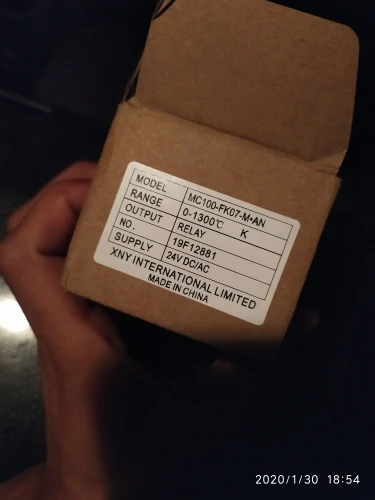 MODEL MC100-FK07-M*AN
RANGE 0-1300℃ K
OUTPUT RELAY
NO. 19F12881
SUPPLY 24V DC/AC
XNY INTERNATIONAL LIMITED
MADE IN CHINA
2020/1/30 18:54